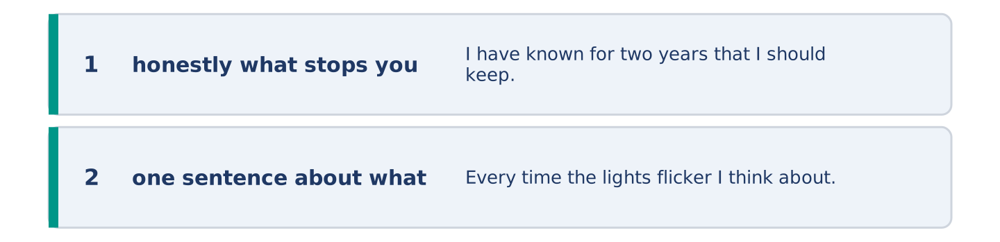 1 honestly what stops you I have known for two years that I should
keep.
2 one sentence about what Every time the lights flicker I think about.